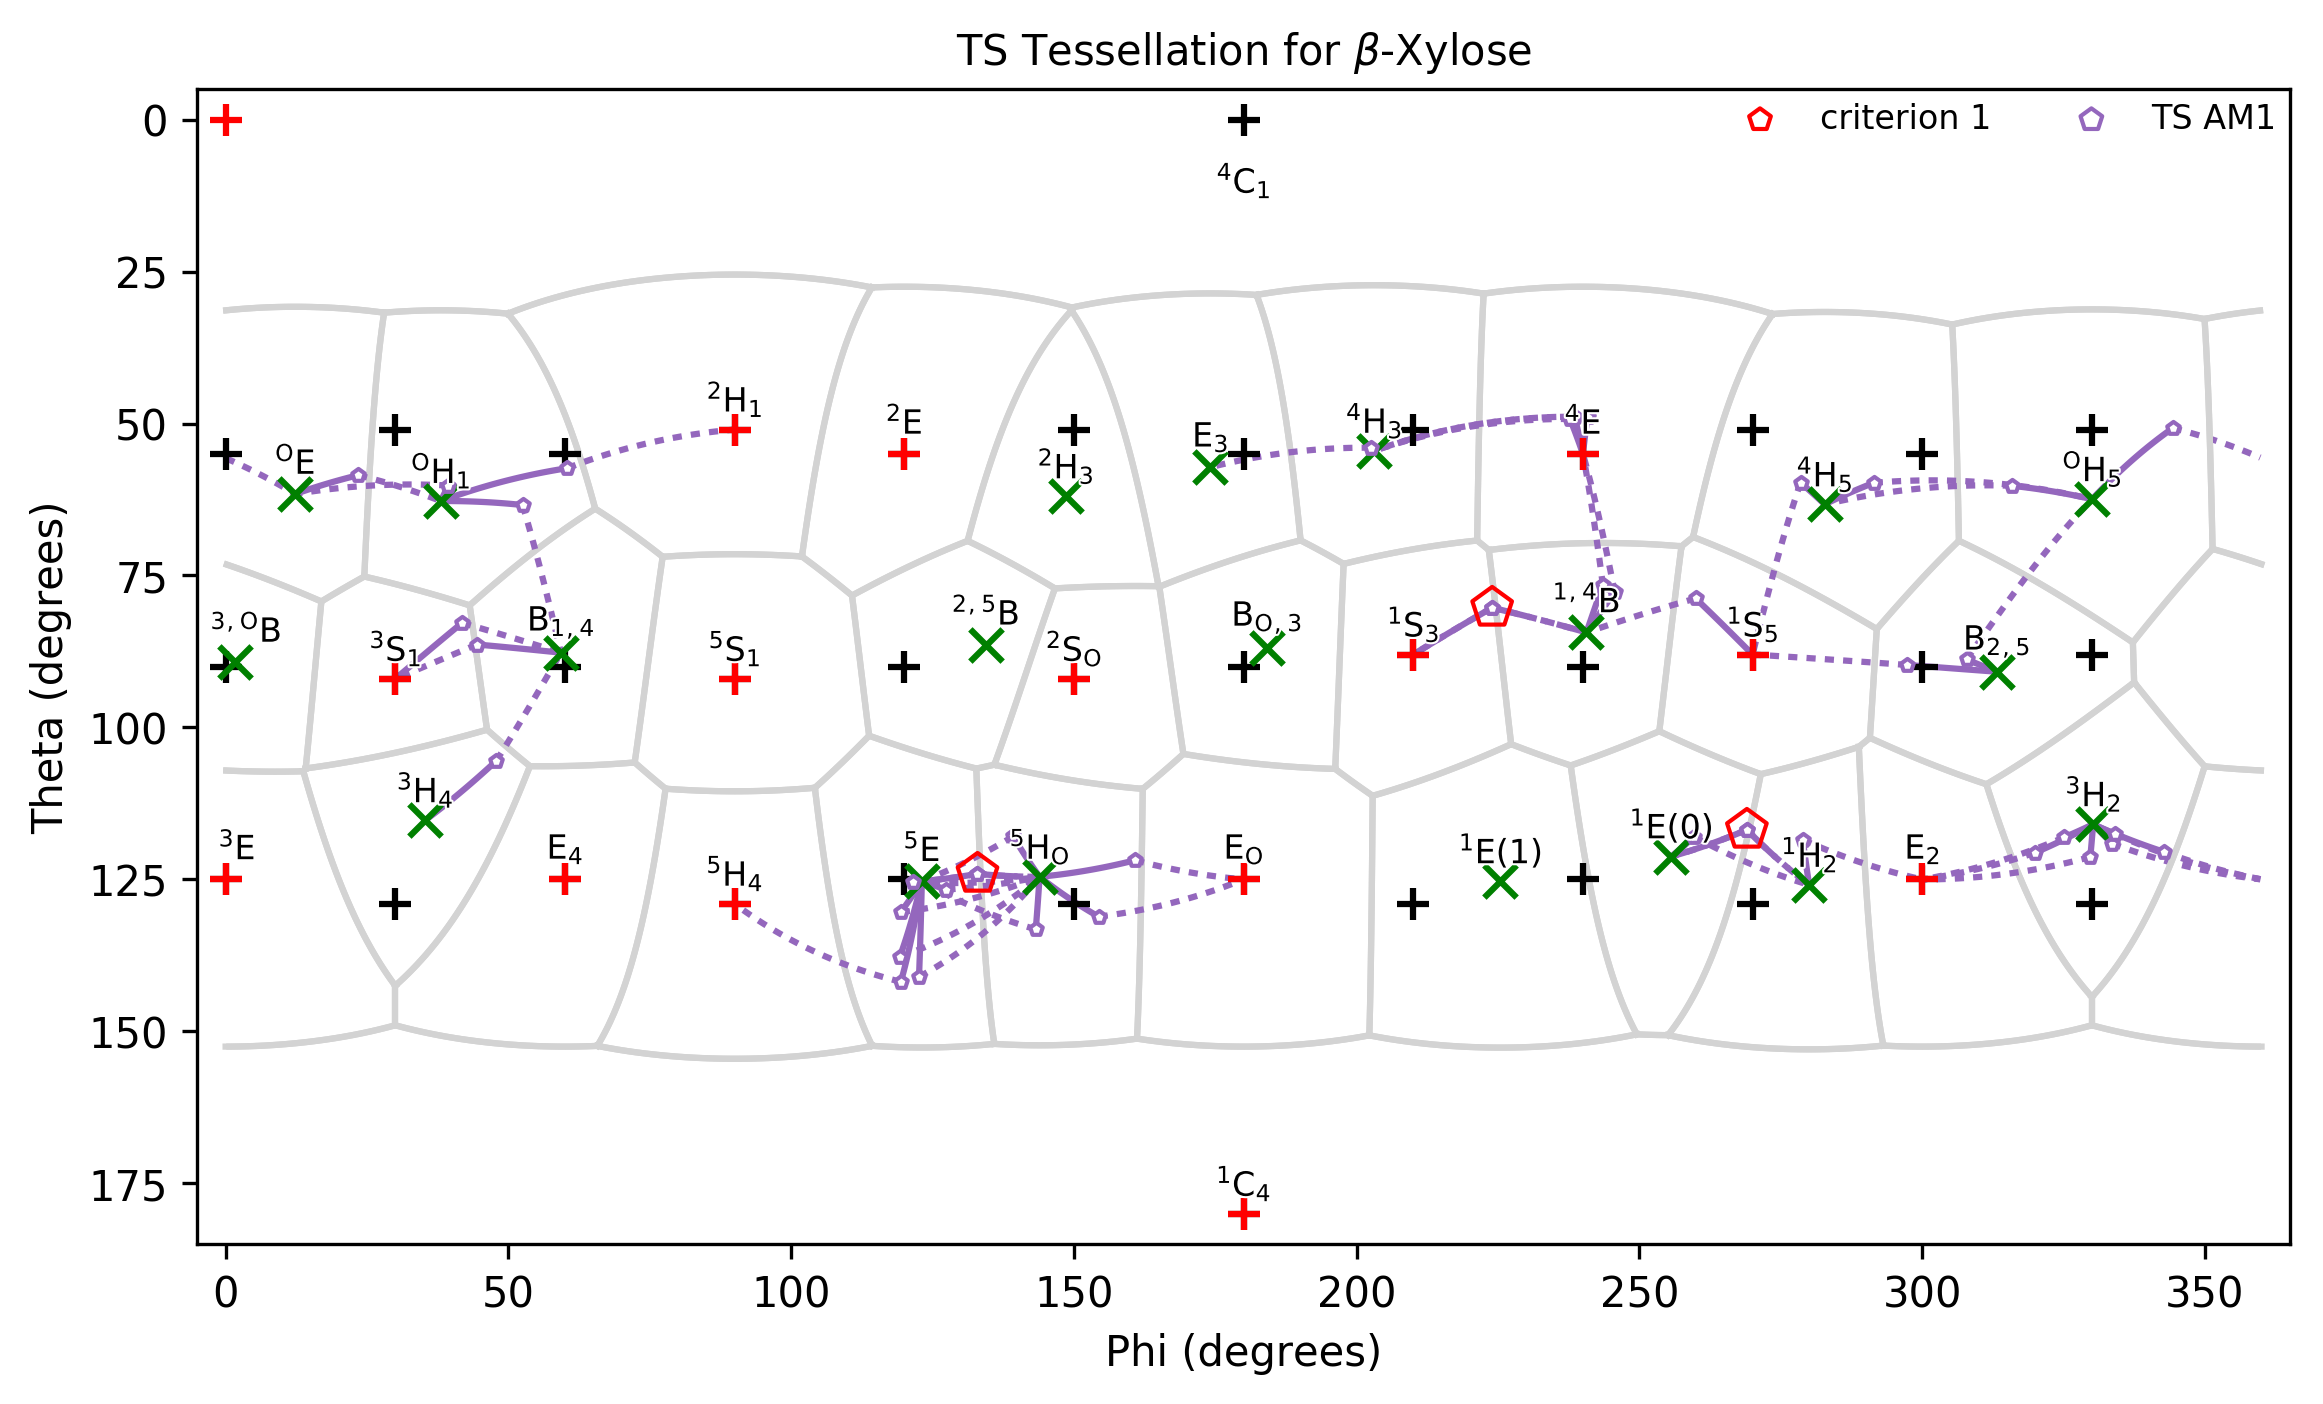 TS Tessellation for β-Xylose
criterion 1
TS AM1
⁴C₁
²H₁
²E
⁴H₃
⁴E
E₃
ᴼE
ᴼH₁
²H₃
⁴H₅
ᴼH₅
³,ᴼB
³S₁
B₁,₄
⁵S₁
²,⁵B
²Sₒ
Bₒ,₃
¹S₃
¹,⁴B
¹S₅
B₂,₅
³H₄
³H₂
³E
E₄
⁵H₄
⁵E
⁵Hₒ
Eₒ
¹E(1)
¹E(0)
¹H₂
E₂
¹C₄
0
25
50
75
100
125
150
175
Theta (degrees)
0
50
100
150
200
250
300
350
Phi (degrees)